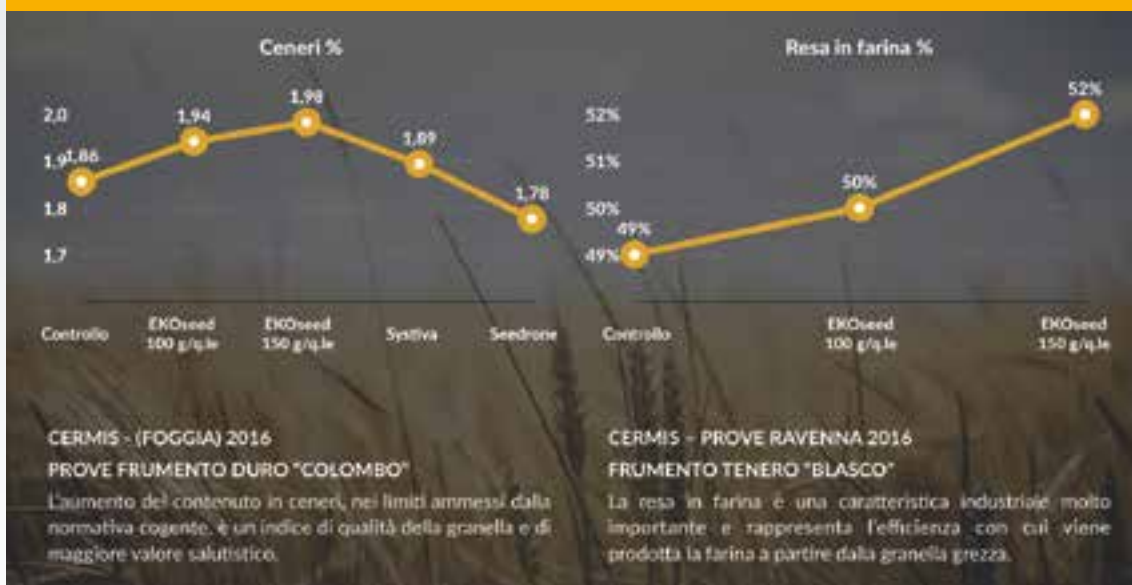 Ceneri %
2,0
1,9
1,8
1,7
1,86
1,94
1,98
1,89
1,78
Controllo
EKOseed
100 g/q.le
EKOseed
150 g/q.le
Systiva
Seedrone
CERMIS - (FOGGIA) 2016
PROVE FRUMENTO DURO "COLOMBO"
L'aumento del contenuto in ceneri, nei limiti ammessi dalla
normativa cogente, è un indice di qualità della granella e di
maggiore valore salutistico.
Resa in farina %
52%
51%
50%
49%
49%
50%
52%
Controllo
EKOseed
100 g/q.le
EKOseed
150 g/q.le
CERMIS – PROVE RAVENNA 2016
FRUMENTO TENERO "BLASCO"
La resa in farina è una caratteristica industriale molto
importante e rappresenta l'efficienza con cui viene
prodotta la farina a partire dalla granella grezza.